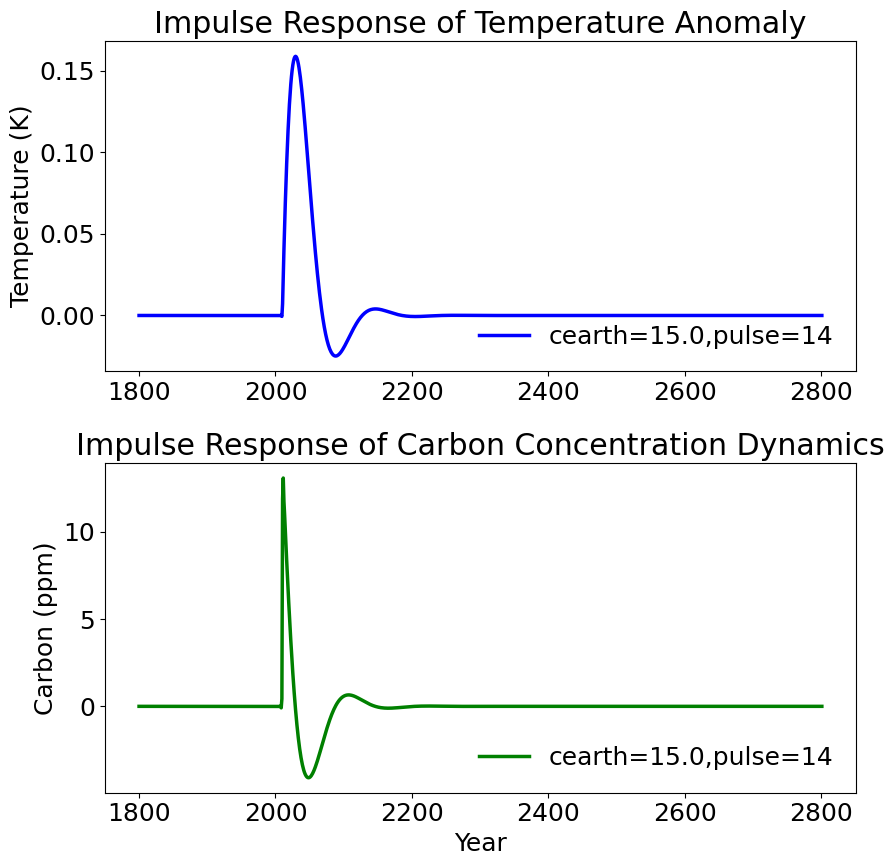 Impulse Response of Temperature Anomaly
Temperature (K)
0.15
0.10
0.05
0.00
cearth=15.0,pulse=14
1800 2000 2200 2400 2600 2800
Impulse Response of Carbon Concentration Dynamics
Carbon (ppm)
10
5
0
cearth=15.0,pulse=14
1800 2000 2200 2400 2600 2800
Year